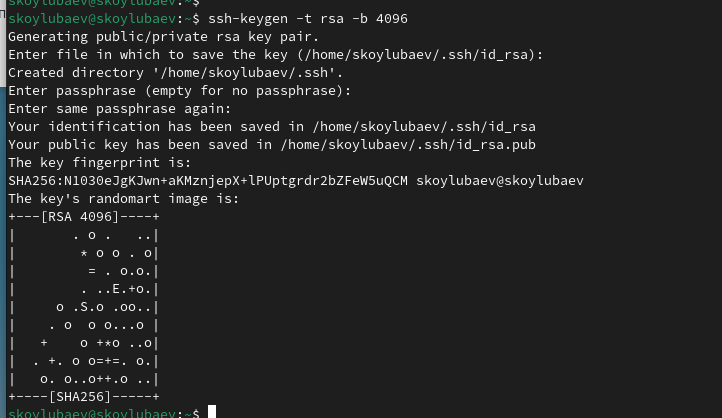 skoylubaev@skoylubaev:~$
skoylubaev@skoylubaev:~$ ssh-keygen -t rsa -b 4096
Generating public/private rsa key pair.
Enter file in which to save the key (/home/skoylubaev/.ssh/id_rsa):
Created directory '/home/skoylubaev/.ssh'.
Enter passphrase (empty for no passphrase):
Enter same passphrase again:
Your identification has been saved in /home/skoylubaev/.ssh/id_rsa
Your public key has been saved in /home/skoylubaev/.ssh/id_rsa.pub
The key fingerprint is:
SHA256:N1030eJgKJwn+aKMznjepX+lPUptgrdr2bZFeW5uQCM skoylubaev@skoylubaev
The key's randomart image is:
+---[RSA 4096]----+
|       . o .   ..|
|        * o o . o|
|         = . o.o.|
|        . ..E.+o.|
|     o .S.o .oo..|
|    . o  o o...o |
|   +    o +*o ..o|
|  . +. o o=+=. o.|
|   o. o..o++.o ..|
+----[SHA256]-----+
skoylubaev@skoylubaev:~$